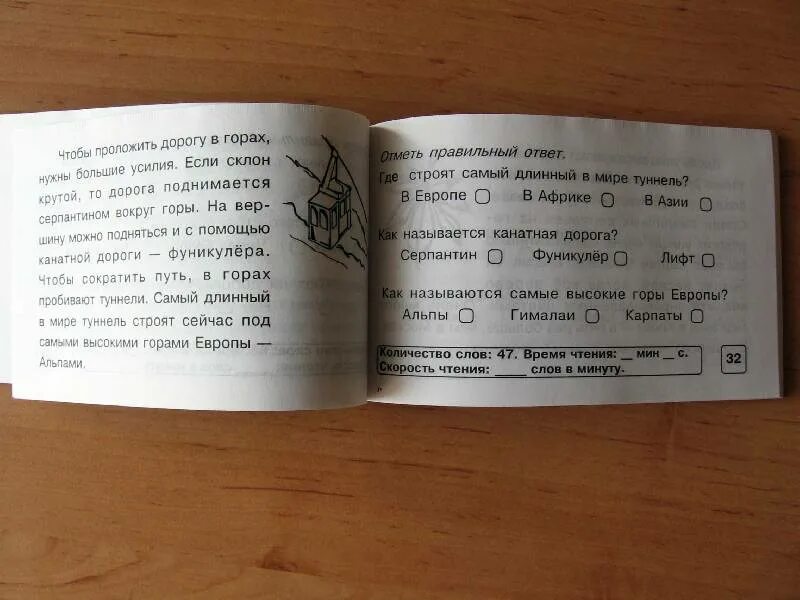 Чтобы проложить дорогу в горах,
нужны большие усилия. Если склон
крутой, то дорога поднимается
серпантином вокруг горы. На вер-
шину можно подняться и с помощью
канатной дороги — фуникулёра.
Чтобы сократить путь, в горах
пробивают туннели. Самый длинный
в мире туннель строят сейчас под
самыми высокими горами Европы —
Альпами.
Отметь правильный ответ.
Где строят самый длинный в мире туннель?
В Европе В Африке В Азии
Как называется канатная дорога?
Серпантин Фуникулёр Лифт
Как называются самые высокие горы Европы?
Альпы Гималаи Карпаты
Количество слов: 47. Время чтения: __ мин __ с.
Скорость чтения: ____ слов в минуту.
32